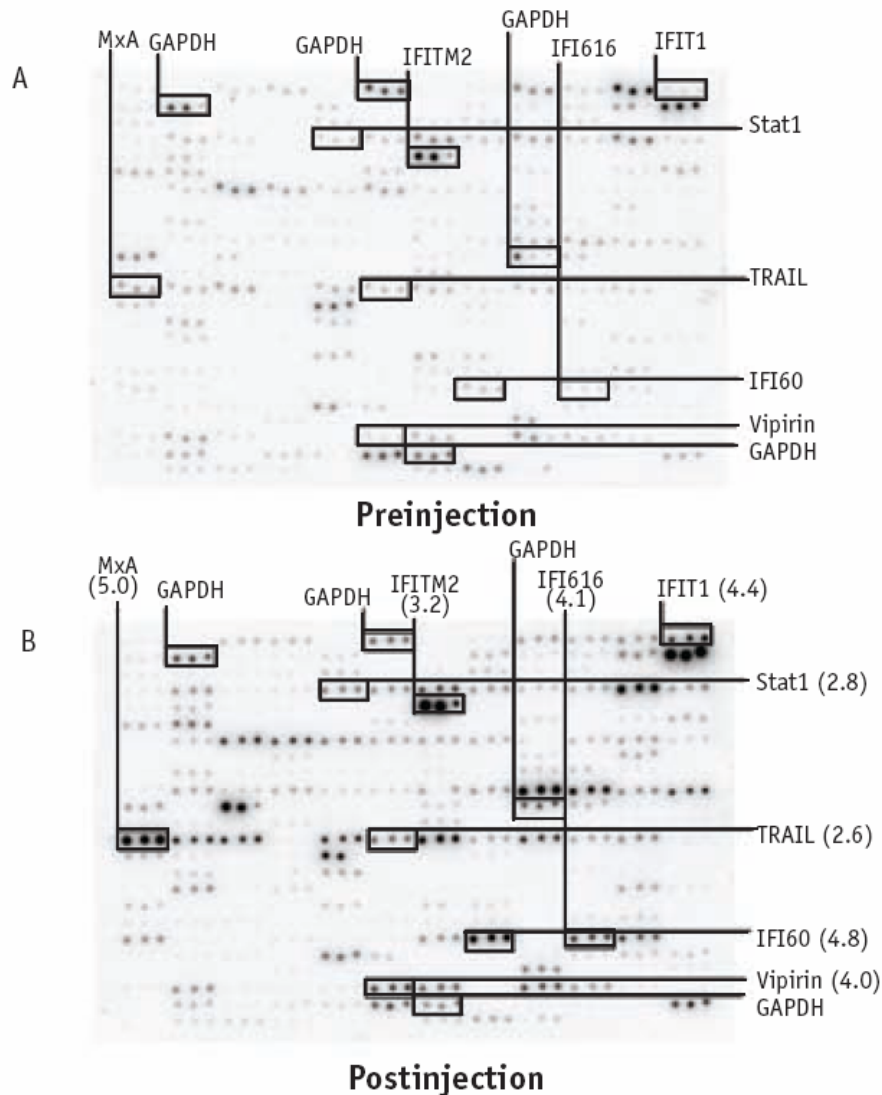 GAPDH
MxA GAPDH GAPDH IFI616 IFIT1
IFITM2
A
Stat1
TRAIL
IFI60
Vipirin
GAPDH
Preinjection
GAPDH
MxA
(5.0)
GAPDH
GAPDH
IFITM2
(3.2)
IFI616
(4.1)
IFIT1 (4.4)
B
Stat1 (2.8)
TRAIL (2.6)
IFI60 (4.8)
Vipirin (4.0)
GAPDH
Postinjection